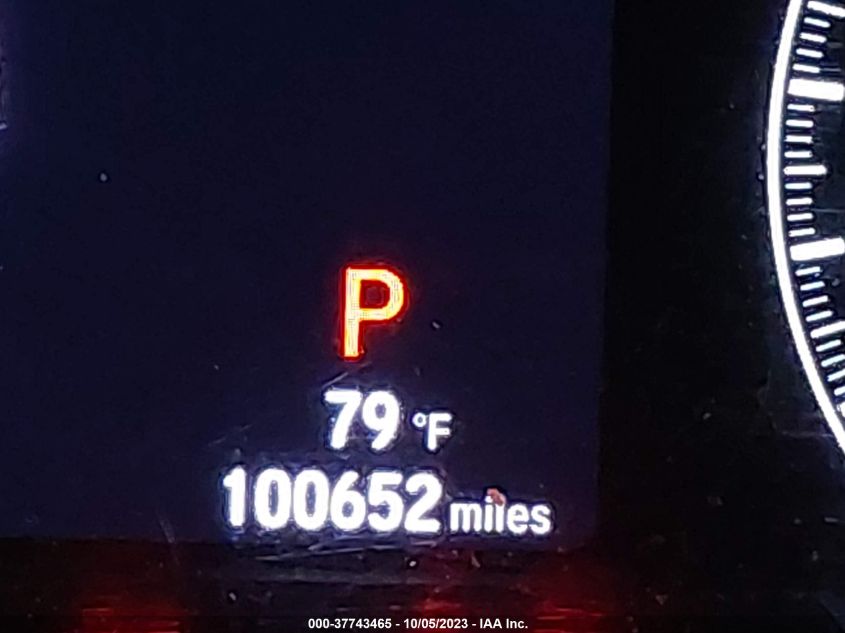 P
79 °F
100652 miles
000-37743465 - 10/05/2023 - IAA Inc.